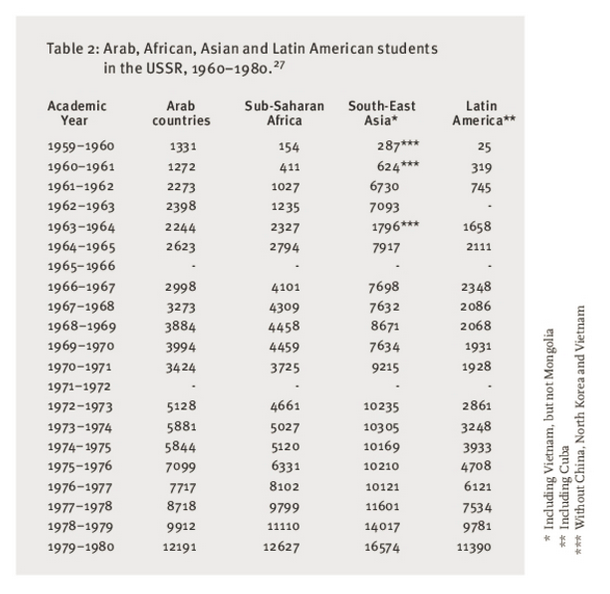 Table 2: Arab, African, Asian and Latin American students
in the USSR, 1960–1980.27
Academic Year Arab countries Sub-Saharan Africa South-East Asia* Latin America**
1959–1960 1331 154 287*** 25
1960–1961 1272 411 624*** 319
1961–1962 2273 1027 6730 745
1962–1963 2398 1235 7093 -
1963–1964 2244 2327 1796*** 1658
1964–1965 2623 2794 7917 2111
1965–1966 - - - -
1966–1967 2998 4101 7698 2348
1967–1968 3273 4309 7632 2086
1968–1969 3884 4458 8671 2068
1969–1970 3994 4459 7634 1931
1970–1971 3424 3725 9215 1928
1971–1972 - - - -
1972–1973 5128 4661 10235 2861
1973–1974 5881 5027 10305 3248
1974–1975 5844 5120 10169 3933
1975–1976 7099 6331 10210 4708
1976–1977 7717 8102 10121 6121
1977–1978 8718 9799 11601 7534
1978–1979 9912 11110 14017 9781
1979–1980 12191 12627 16574 11390
* Including Vietnam, but not Mongolia
** Including Cuba
*** Without China, North Korea and Vietnam